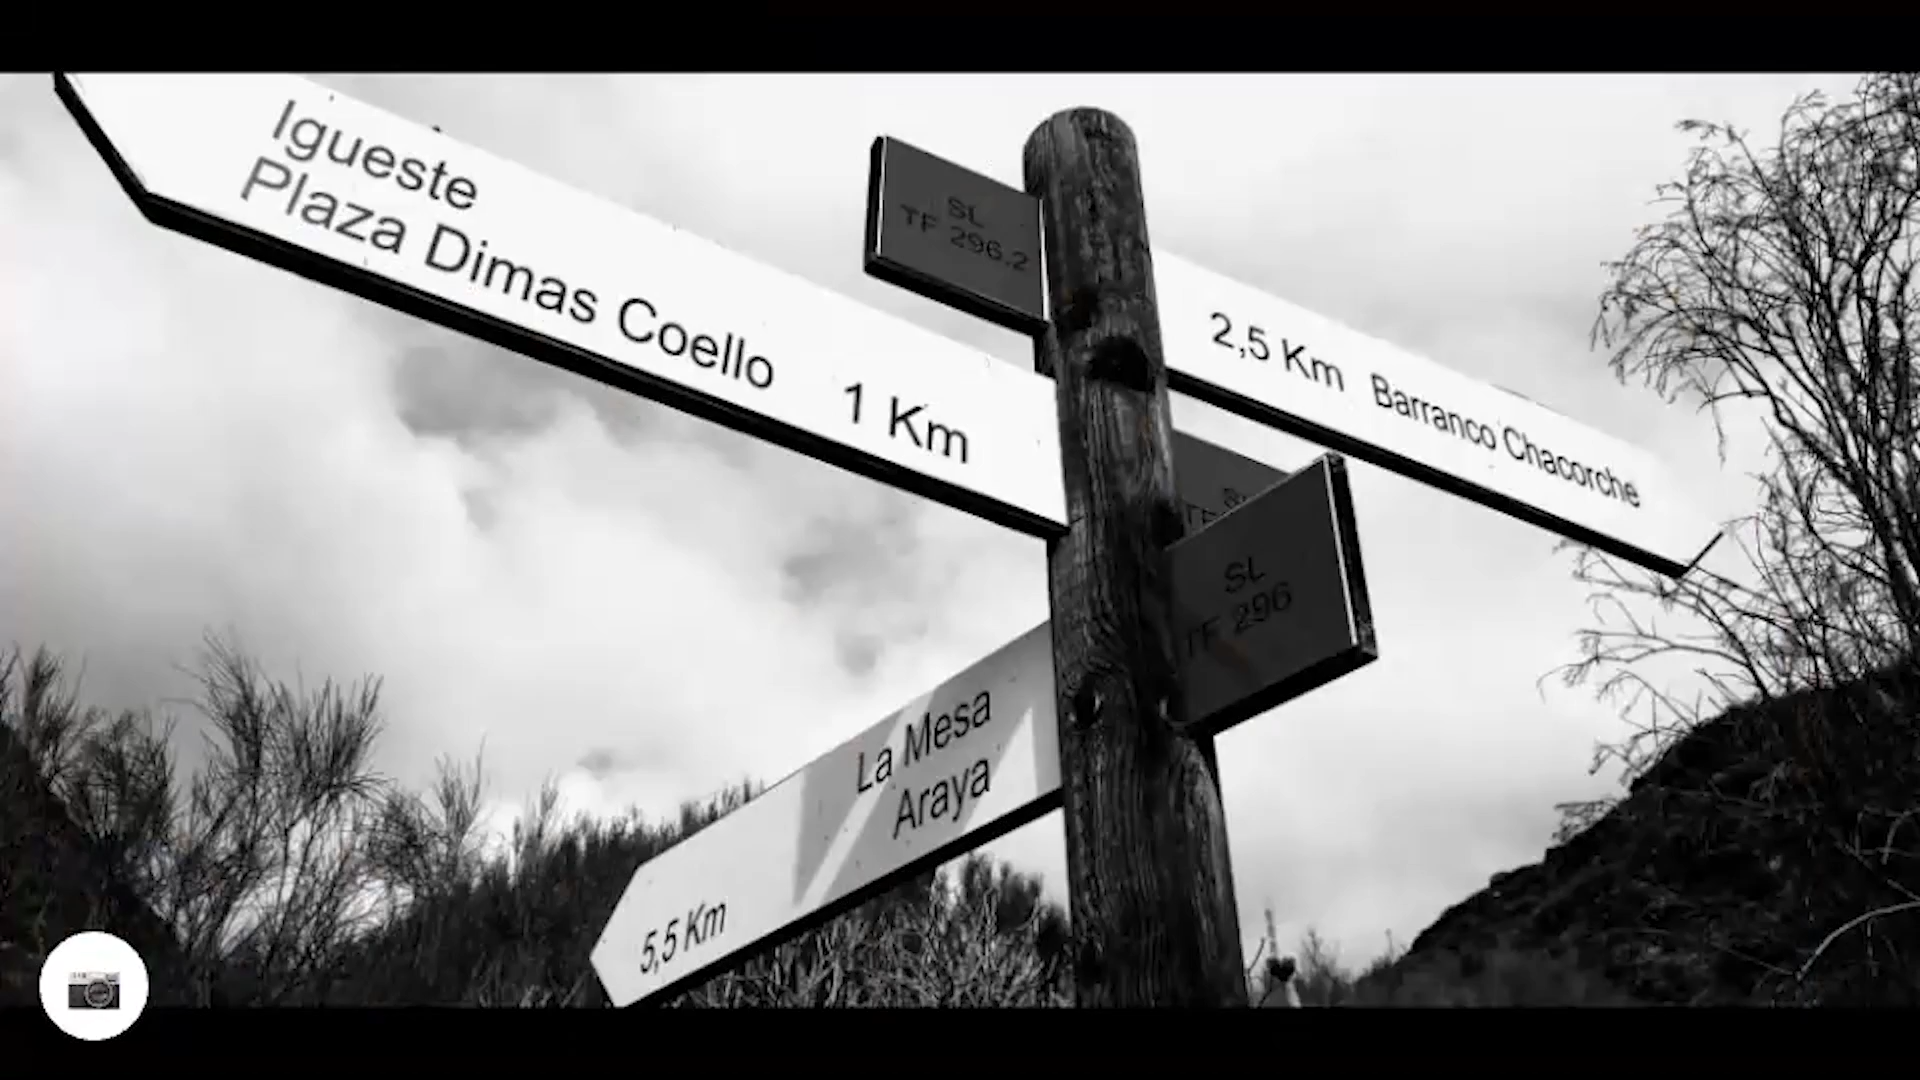 Igueste
Plaza Dimas Coello 1 Km
SL
TF 296.2
2,5 Km Barranco Chacorche
SL
TF 296
La Mesa
Araya
5,5 Km